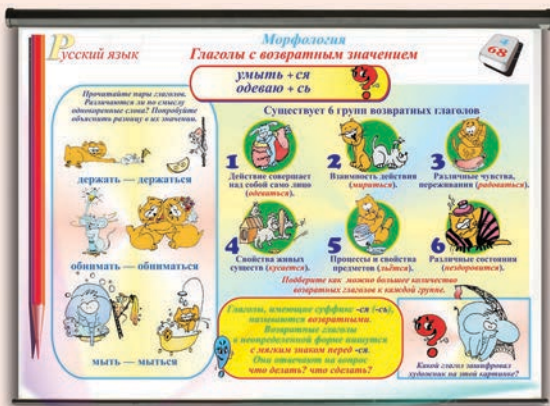 Русский язык
Морфология
Глаголы с возвратным значением
68
умыть + ся
одеваю + сь
Прочитайте пары глаголов.
Различаются ли по смыслу
однокоренные слова? Попробуйте
объяснить разницу в их значении.
держать — держаться
обнимать — обниматься
мыть — мыться
Существует 6 групп возвратных глаголов
1
Действие совершает
над собой само лицо
(одеваться).
2
Взаимность действия
(мириться).
3
Различные чувства,
переживания (радоваться).
4
Свойства живых
существ (кусается).
5
Процессы и свойства
предметов (льётся).
6
Различные состояния
(нездоровится).
Подберите как можно большее количество
возвратных глаголов к каждой группе.
Глаголы, имеющие суффикс -ся (-сь),
называются возвратными.
Возвратные глаголы
в неопределенной форме пишутся
с мягким знаком перед -ся.
Они отвечают на вопрос
что делать? что сделать?
Какой глагол зашифровал
художник на этой картинке?